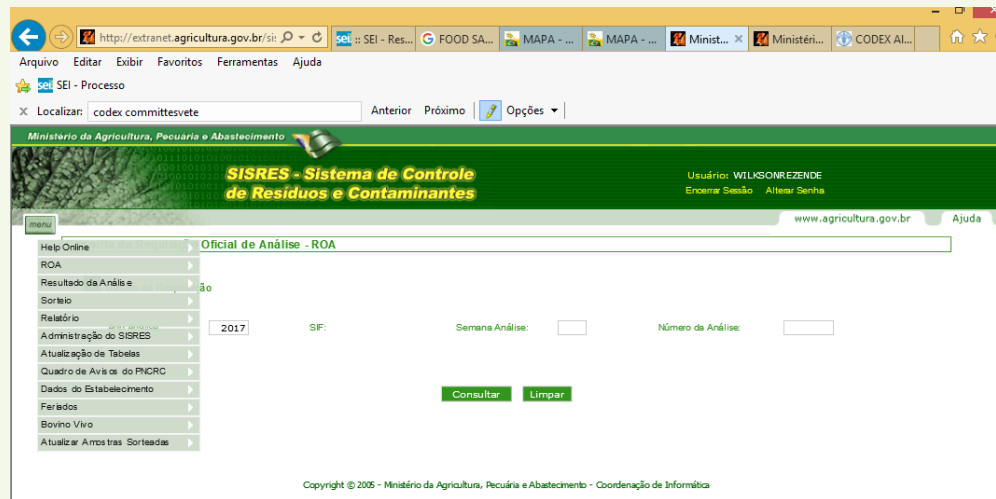 http://extranet.agricultura.gov.br/si: sei :: SEI - Res... G FOOD SA... MAPA - ... MAPA - ... Minist... Ministéri... CODEX Al...
Arquivo Editar Exibir Favoritos Ferramentas Ajuda
sei! SEI - Processo
x Localizar: codex committesvete Anterior Próximo Opções
Ministério da Agricultura, Pecuária e Abastecimento
SISRES - Sistema de Controle
de Resíduos e Contaminantes
Usuário: WILKSONREZENDE
Encerrar Sessão Alterar Senha
menu
www.agricultura.gov.br Ajuda
Oficial de Análise - ROA
Help Online
ROA
Resultado da Análise
ão
Sorteio
Relatório
2017 SIF: Semana Análise: Número da Análise:
Administração do SISRES
Atualização de Tabelas
Quadro de Avisos do PNCRC
Dados do Estabelecimento
Consultar Limpar
Feriados
Bovino Vivo
Atualizar Amostras Sorteadas
Copyright © 2005 - Ministério da Agricultura, Pecuária e Abastecimento - Coordenação de Informática